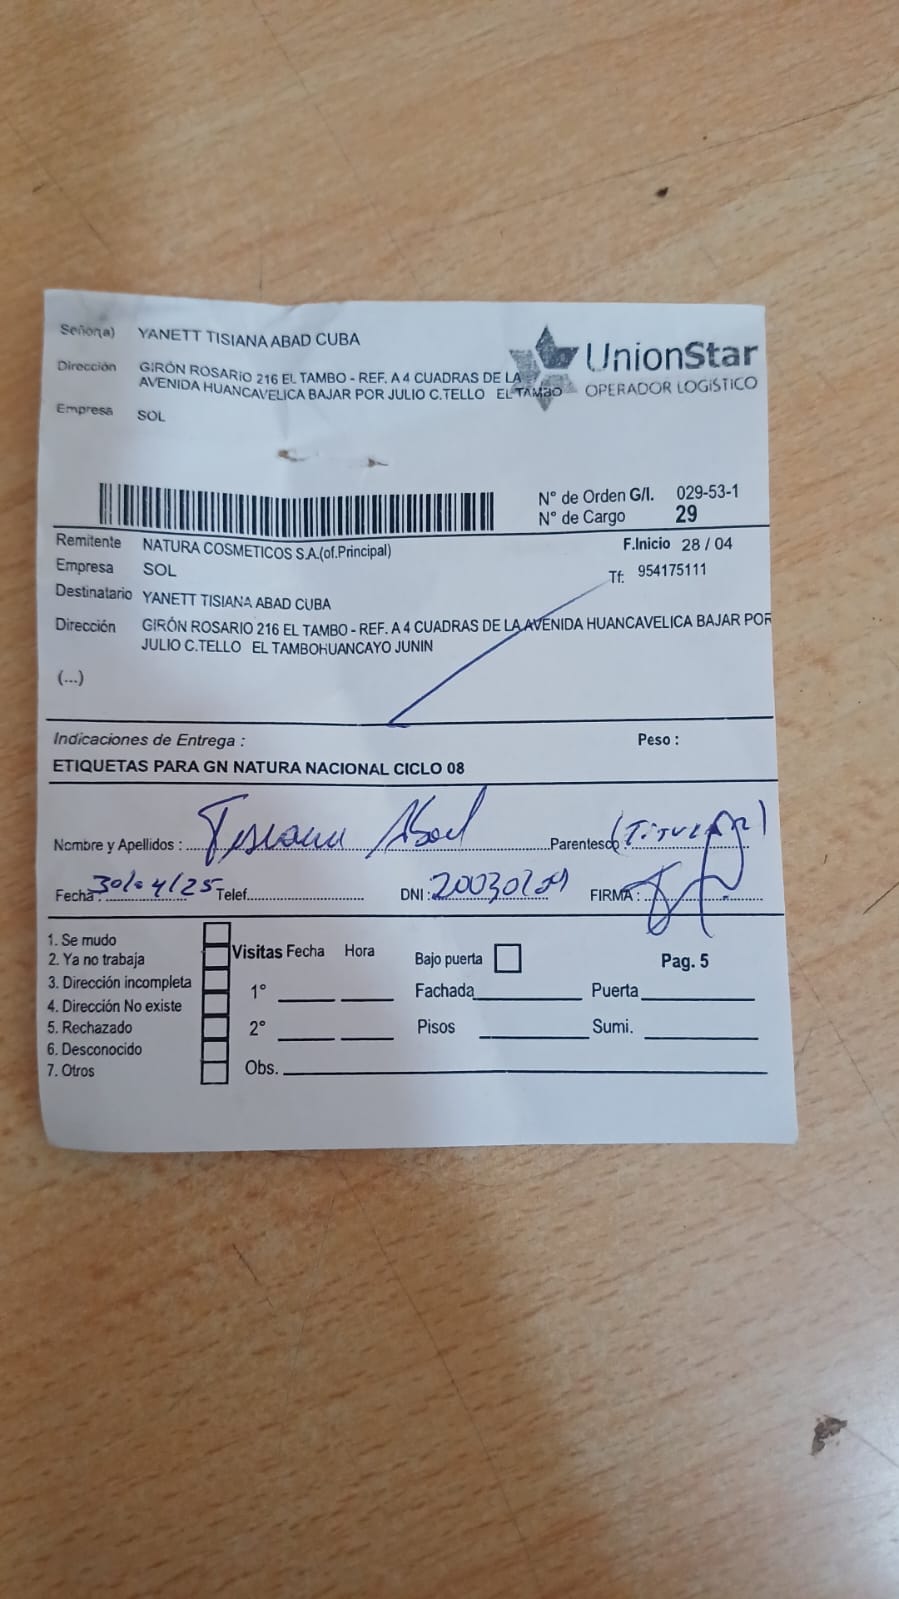 Señor(a) YANETT TISIANA ABAD CUBA
UnionStar
OPERADOR LOGíSTICO
Dirección GIRÓN ROSARIO 216 EL TAMBO - REF. A 4 CUADRAS DE LA
AVENIDA HUANCAVELICA BAJAR POR JULIO C.TELLO EL TAMBO
Empresa SOL
N° de Orden G/I. 029-53-1
N° de Cargo 29
Remitente NATURA COSMETICOS S.A.(of.Principal)
F.Inicio 28 / 04
Empresa SOL
Tf: 954175111
Destinatario YANETT TISIANA ABAD CUBA
Dirección GIRÓN ROSARIO 216 EL TAMBO - REF. A 4 CUADRAS DE LA AVENIDA HUANCAVELICA BAJAR POR
JULIO C.TELLO EL TAMBOHUANCAYO JUNIN
(...)
Indicaciones de Entrega : Peso :
ETIQUETAS PARA GN NATURA NACIONAL CICLO 08
Nombre y Apellidos : Tisiana Abad Parentesco (TITULAR)
Fecha : 30/04/25 Telef. DNI : FIRMA :
1. Se mudo
2. Ya no trabaja
3. Dirección incompleta
4. Dirección No existe
5. Rechazado
6. Desconocido
7. Otros
Visitas Fecha Hora
1°
2°
Obs.
Bajo puerta
Pag. 5
Fachada Puerta
Pisos Sumi.